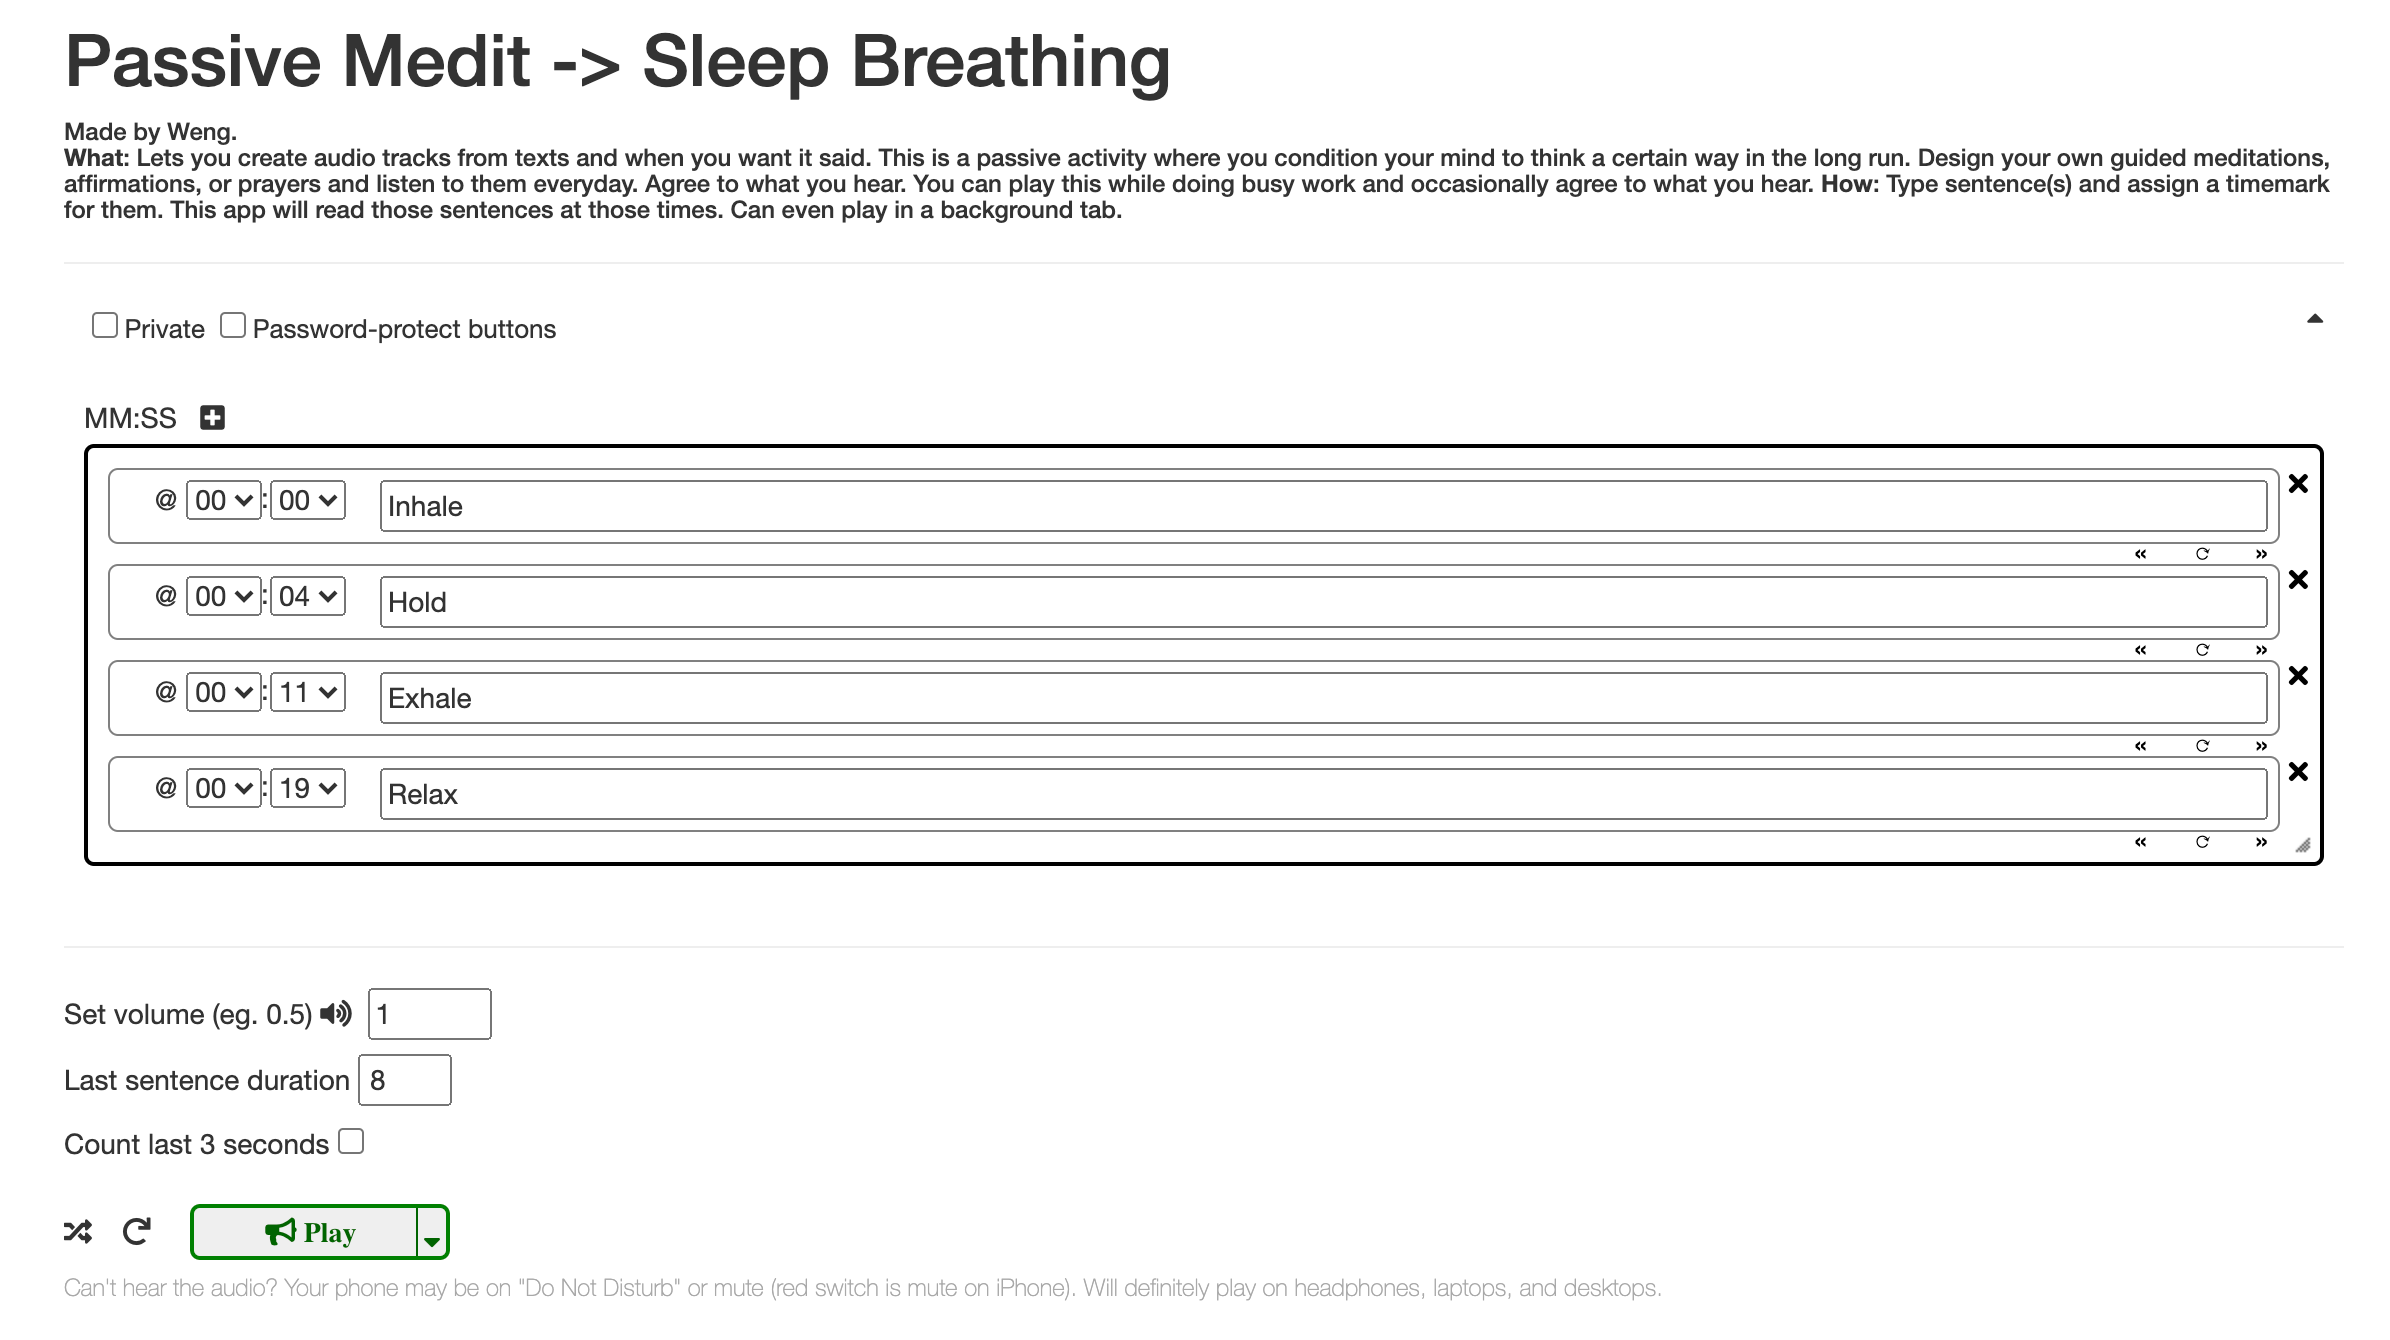 Passive Medit -> Sleep Breathing
Made by Weng.
What: Lets you create audio tracks from texts and when you want it said. This is a passive activity where you condition your mind to think a certain way in the long run. Design your own guided meditations,
affirmations, or prayers and listen to them everyday. Agree to what you hear. You can play this while doing busy work and occasionally agree to what you hear. How: Type sentence(s) and assign a timemark
for them. This app will read those sentences at those times. Can even play in a background tab.
Private Password-protect buttons
MM:SS
@ 00 : 00 Inhale
« »
@ 00 : 04 Hold
« »
@ 00 : 11 Exhale
« »
@ 00 : 19 Relax
« »
Set volume (eg. 0.5) 1
Last sentence duration 8
Count last 3 seconds
Play
Can't hear the audio? Your phone may be on "Do Not Disturb" or mute (red switch is mute on iPhone). Will definitely play on headphones, laptops, and desktops.